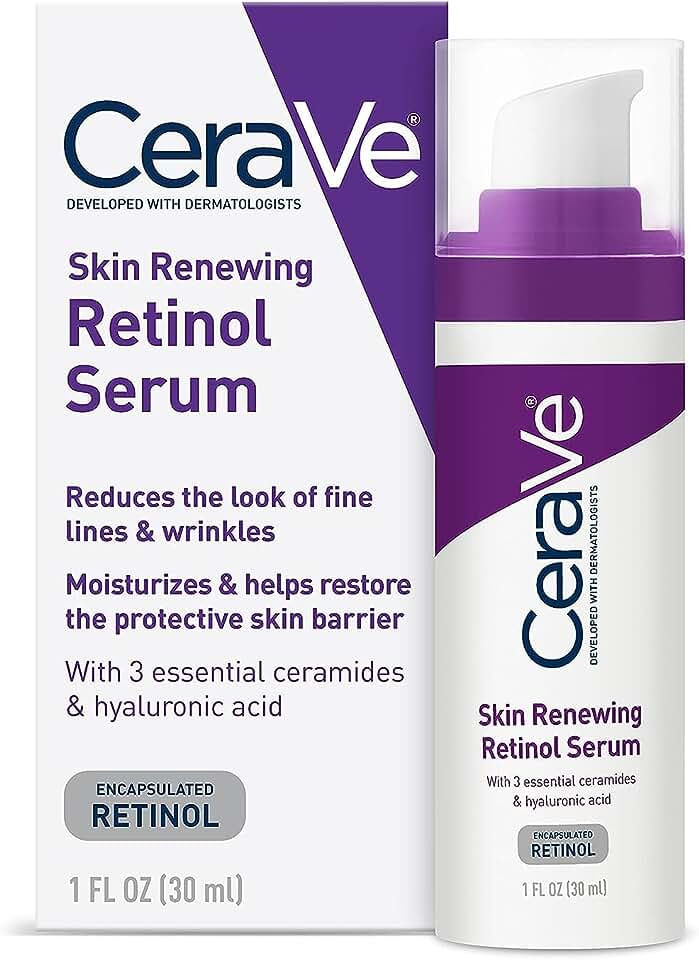 CeraVe®
DEVELOPED WITH DERMATOLOGISTS
Skin Renewing
Retinol
Serum
Reduces the look of fine
lines & wrinkles
Moisturizes & helps restore
the protective skin barrier
With 3 essential ceramides
& hyaluronic acid
ENCAPSULATED
RETINOL
1 FL OZ (30 ml)
CeraVe®
DEVELOPED WITH DERMATOLOGISTS
Skin Renewing
Retinol Serum
With 3 essential ceramides
& hyaluronic acid
ENCAPSULATED
RETINOL
1 FL OZ (30 ml)